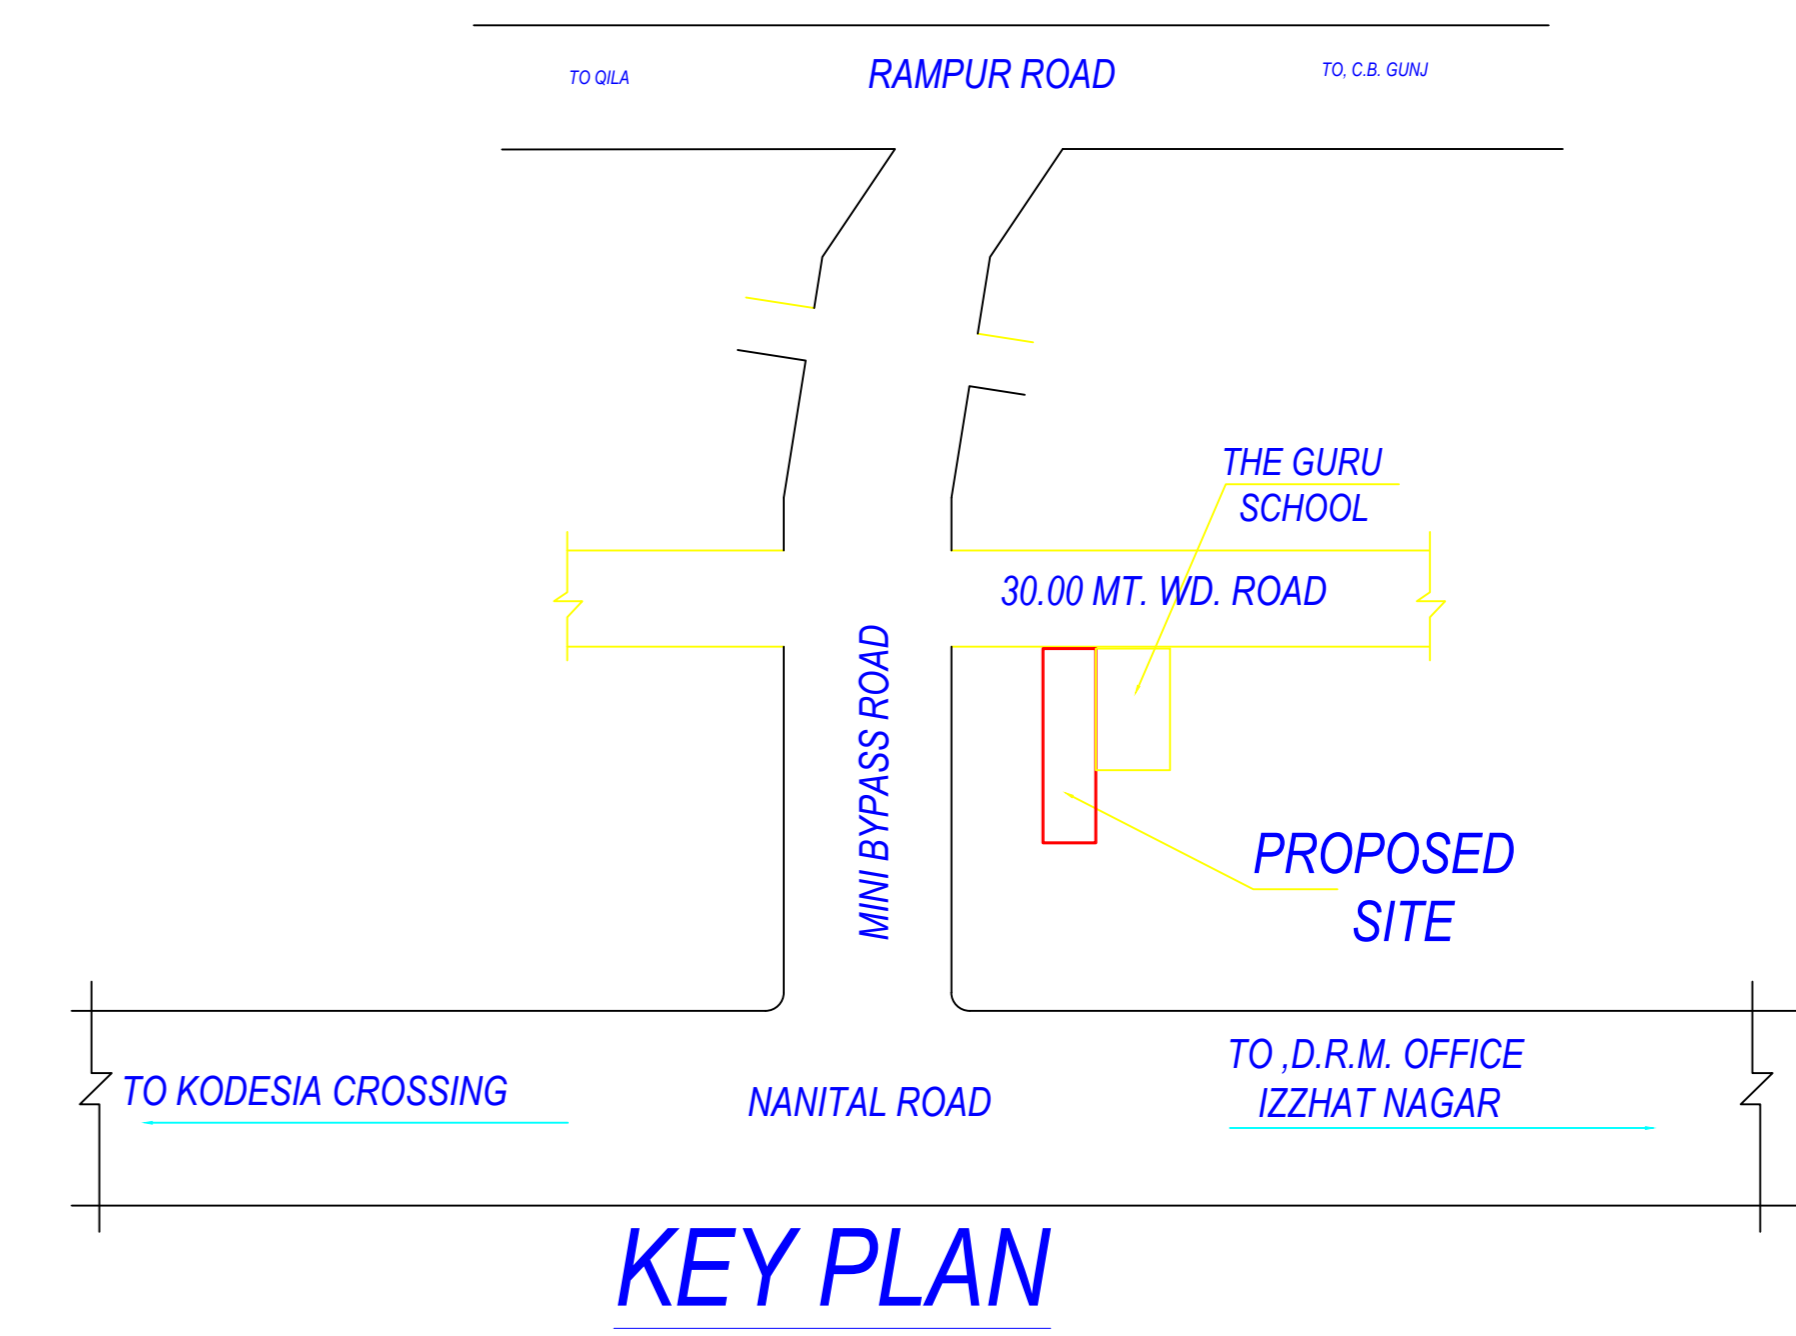 TO QILA
RAMPUR ROAD
TO, C.B. GUNJ
THE GURU
SCHOOL
30.00 MT. WD. ROAD
MINI BYPASS ROAD
PROPOSED
SITE
TO KODESIA CROSSING
NANITAL ROAD
TO ,D.R.M. OFFICE
IZZHAT NAGAR
KEY PLAN